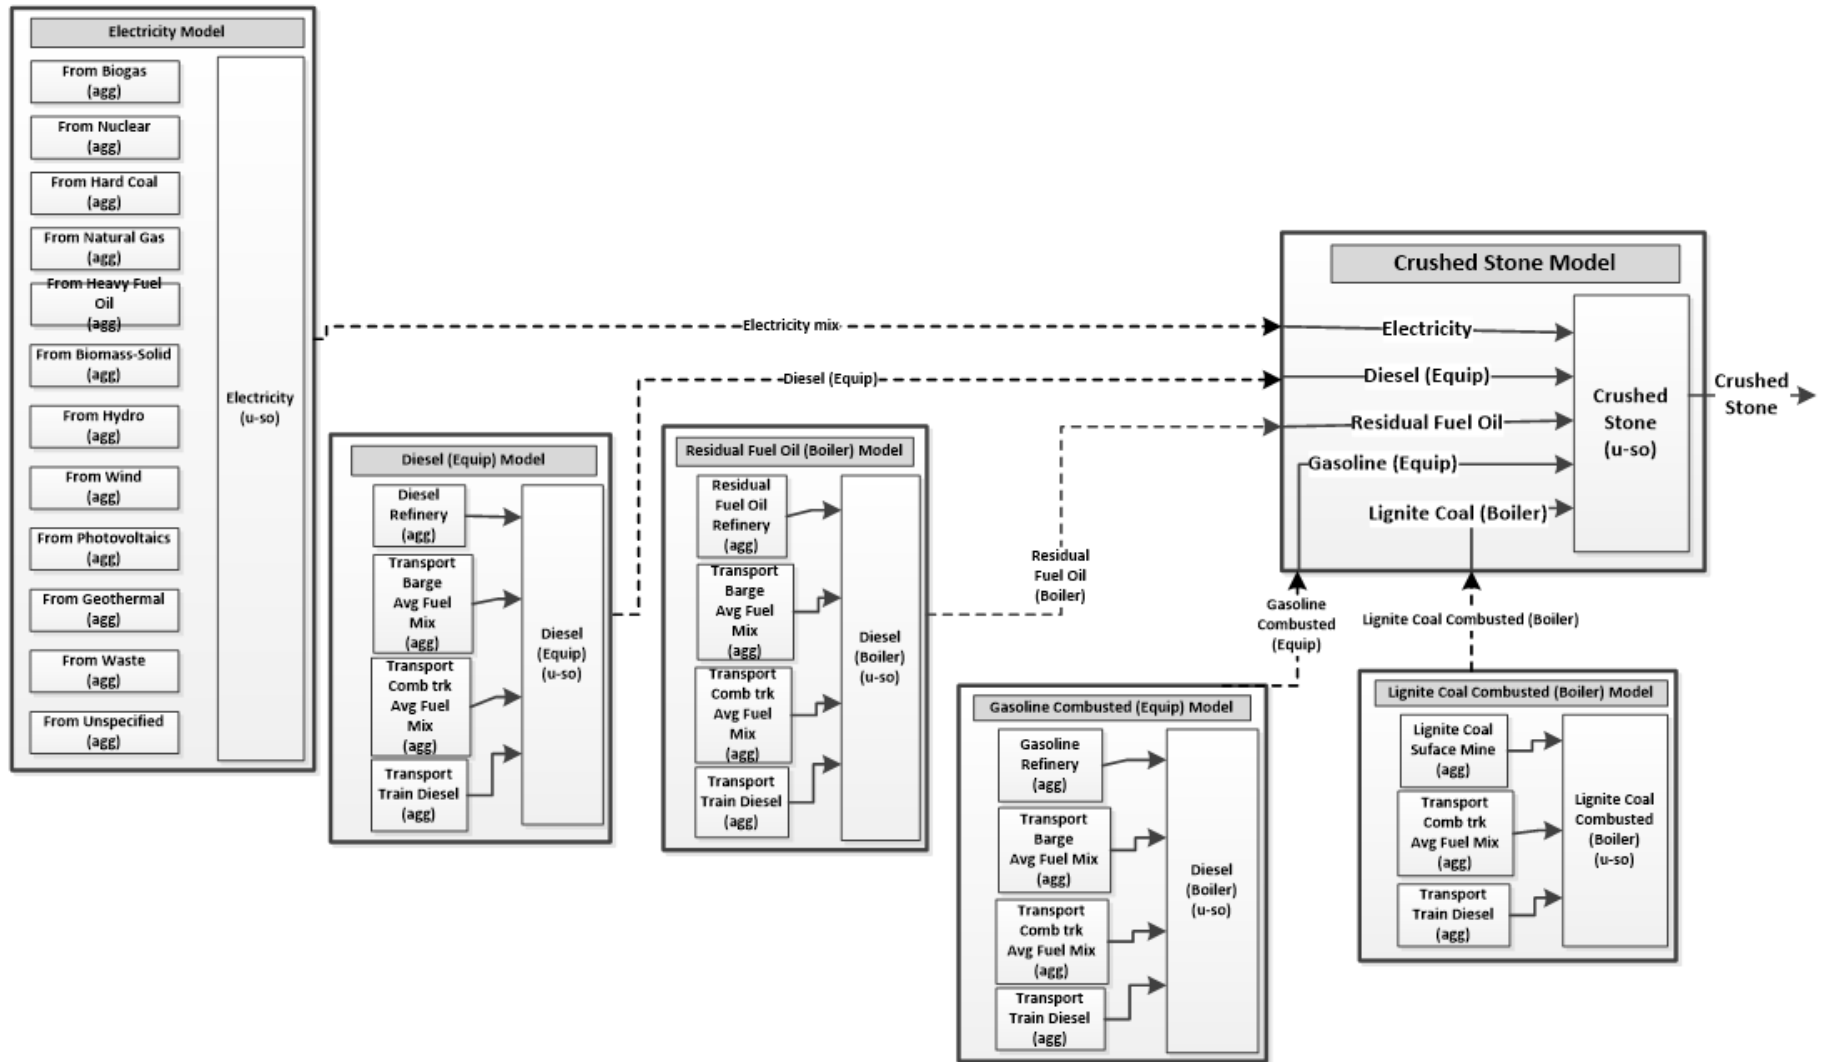 Electricity Model
From Biogas
(agg)
From Nuclear
(agg)
From Hard Coal
(agg)
From Natural Gas
(agg)
From Heavy Fuel
Oil
(agg)
From Biomass-Solid
(agg)
From Hydro
(agg)
From Wind
(agg)
From Photovoltaics
(agg)
From Geothermal
(agg)
From Waste
(agg)
From Unspecified
(agg)
Electricity
(u-so)
Electricity mix
Diesel (Equip)
Diesel (Equip) Model
Diesel
Refinery
(agg)
Transport
Barge
Avg Fuel
Mix
(agg)
Transport
Comb trk
Avg Fuel
Mix
(agg)
Transport
Train Diesel
(agg)
Diesel
(Equip)
(u-so)
Residual Fuel Oil (Boiler) Model
Residual
Fuel Oil
Refinery
(agg)
Transport
Barge
Avg Fuel
Mix
(agg)
Transport
Comb trk
Avg Fuel
Mix
(agg)
Transport
Train Diesel
(agg)
Diesel
(Boiler)
(u-so)
Residual
Fuel Oil
(Boiler)
Gasoline Combusted (Equip) Model
Gasoline
Refinery
(agg)
Transport
Barge
Avg Fuel Mix
(agg)
Transport
Comb trk
Avg Fuel Mix
(agg)
Transport
Train Diesel
(agg)
Diesel
(Boiler)
(u-so)
Gasoline
Combusted
(Equip)
Lignite Coal Combusted (Boiler)
Lignite Coal Combusted (Boiler) Model
Lignite Coal
Suface Mine
(agg)
Transport
Comb trk
Avg Fuel Mix
(agg)
Transport
Train Diesel
(agg)
Lignite Coal
Combusted
(Boiler)
(u-so)
Crushed Stone Model
Electricity
Diesel (Equip)
Residual Fuel Oil
Gasoline (Equip)
Lignite Coal (Boiler)
Crushed
Stone
(u-so)
Crushed
Stone